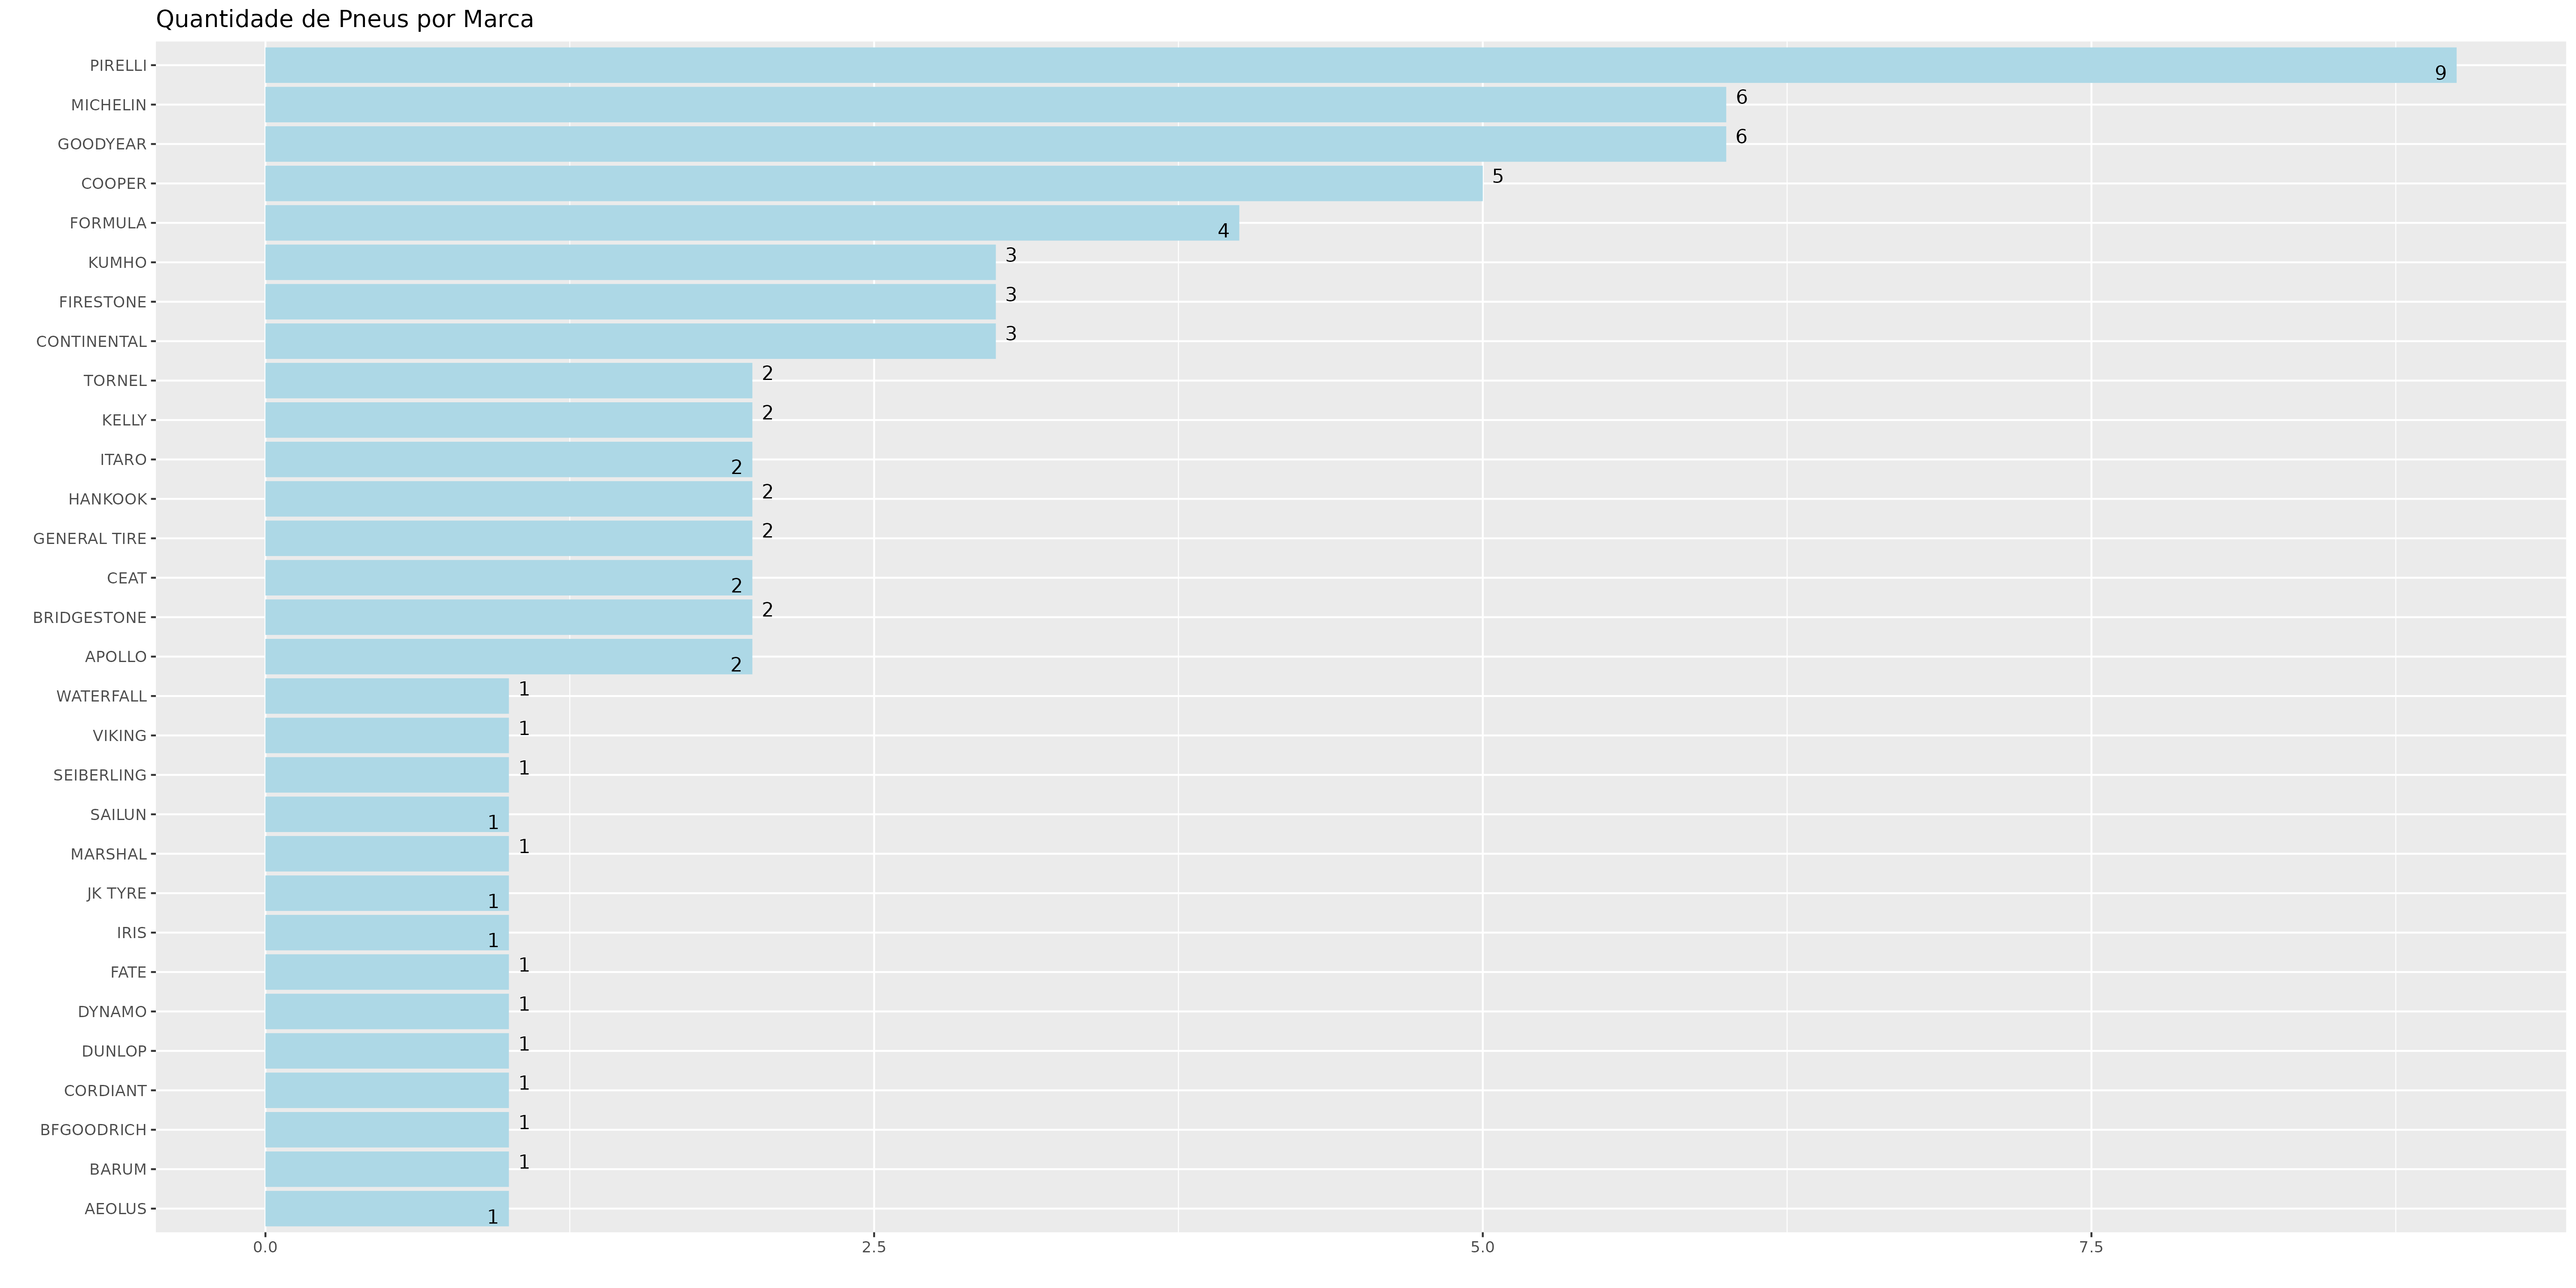 Quantidade de Pneus por Marca
PIRELLI 9
MICHELIN 6
GOODYEAR 6
COOPER 5
FORMULA 4
KUMHO 3
FIRESTONE 3
CONTINENTAL 3
TORNEL 2
KELLY 2
ITARO 2
HANKOOK 2
GENERAL TIRE 2
CEAT 2
BRIDGESTONE 2
APOLLO 2
WATERFALL 1
VIKING 1
SEIBERLING 1
SAILUN 1
MARSHAL 1
JK TYRE 1
IRIS 1
FATE 1
DYNAMO 1
DUNLOP 1
CORDIANT 1
BFGOODRICH 1
BARUM 1
AEOLUS 1
0.0 2.5 5.0 7.5